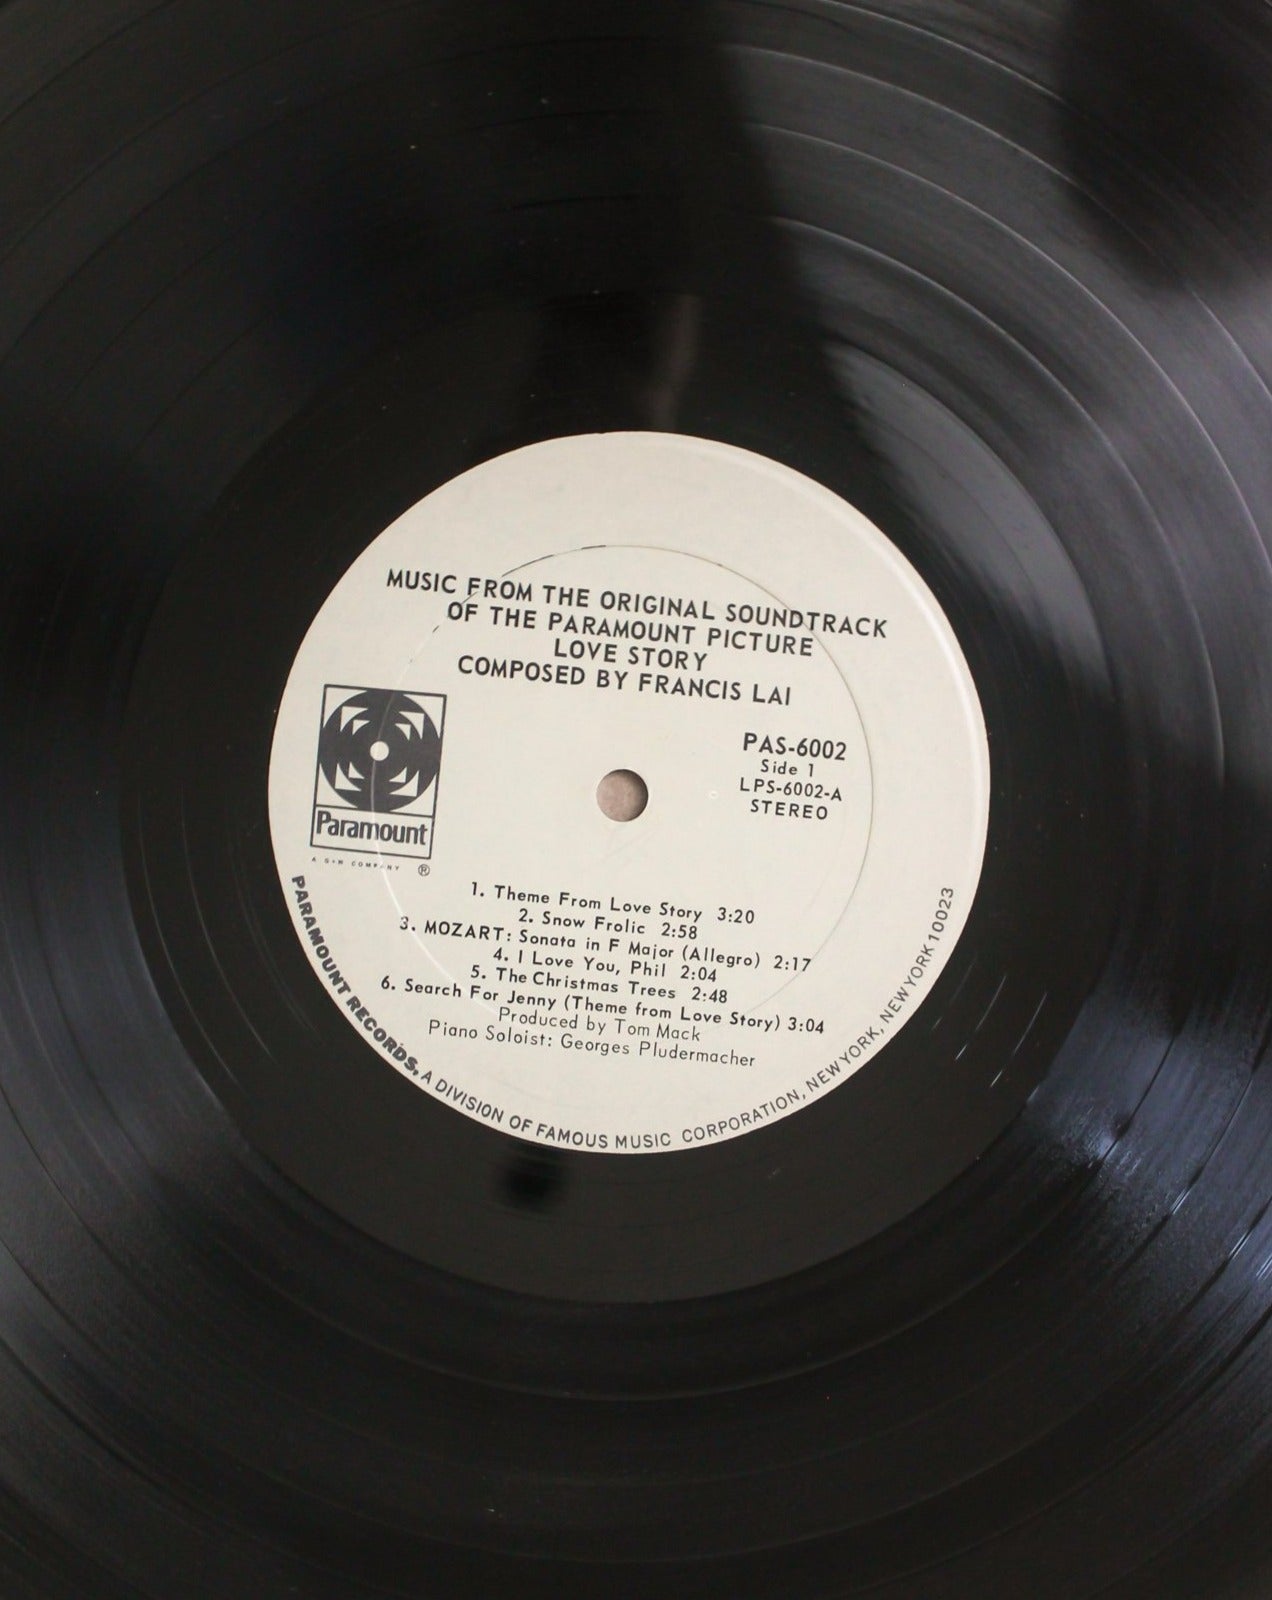 MUSIC FROM THE ORIGINAL SOUNDTRACK
OF THE PARAMOUNT PICTURE
LOVE STORY
COMPOSED BY FRANCIS LAI
Paramount
A G+W COMPANY ®
PAS-6002
Side 1
LPS-6002-A
STEREO
1. Theme From Love Story 3:20
2. Snow Frolic 2:58
3. MOZART: Sonata in F Major (Allegro) 2:17
4. I Love You, Phil 2:04
5. The Christmas Trees 2:48
6. Search For Jenny (Theme from Love Story) 3:04
Produced by Tom Mack
Piano Soloist: Georges Pludermacher
PARAMOUNT RECORDS, A DIVISION OF FAMOUS MUSIC CORPORATION, NEW YORK, NEW YORK 10023